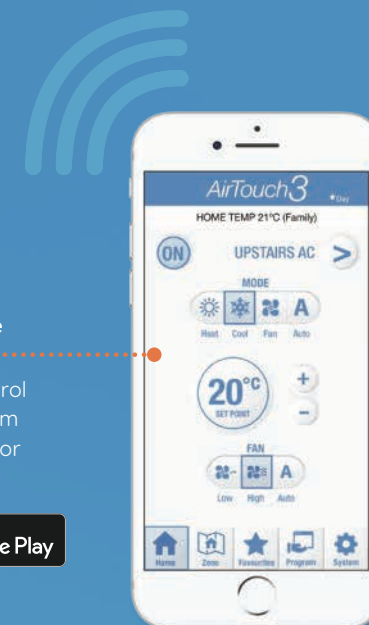 AirTouch3
Day
HOME TEMP 21°C (Family)
ON
UPSTAIRS AC >
MODE
Heat Cool Fan A Auto
20°C
SET POINT
+
-
FAN
A
Low High Auto
Home Zone Favourites Program System
e
rol
m
or
e Play